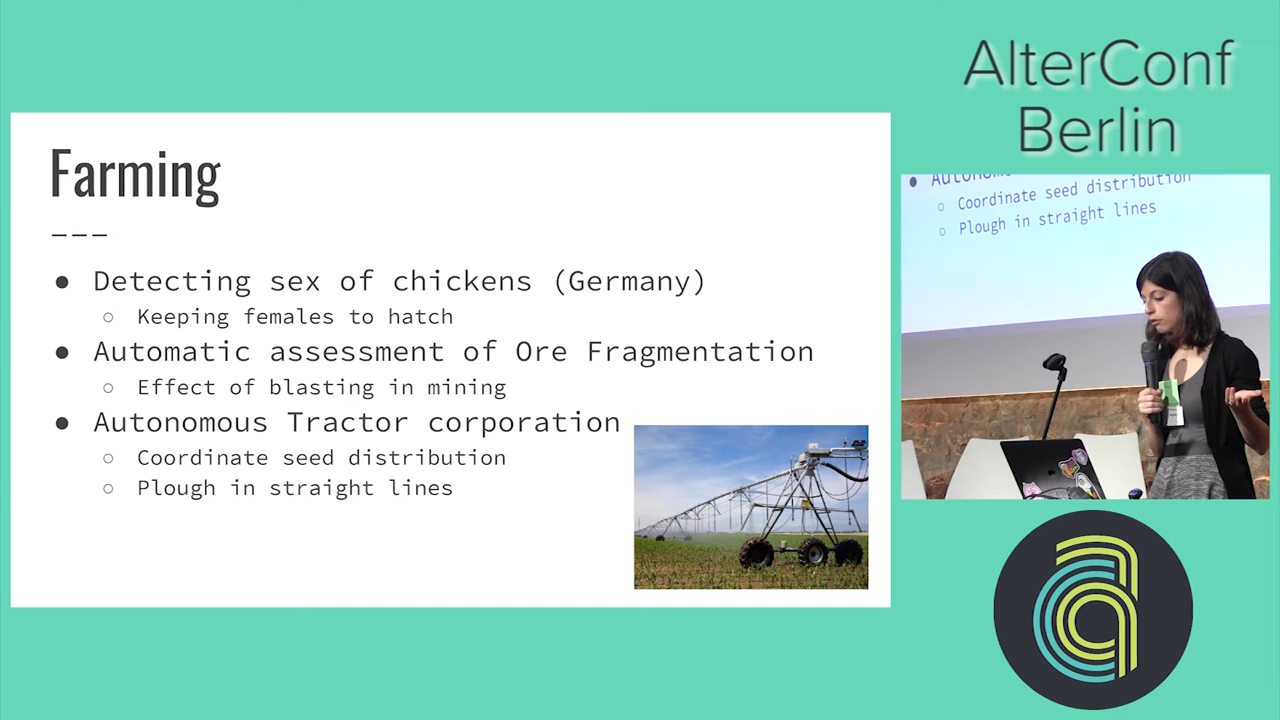 AlterConf
Berlin
Farming
Detecting sex of chickens (Germany)
Keeping females to hatch
Automatic assessment of Ore Fragmentation
Effect of blasting in mining
Autonomous Tractor corporation
Coordinate seed distribution
Plough in straight lines
Coordinate seed distribution
Plough in straight lines